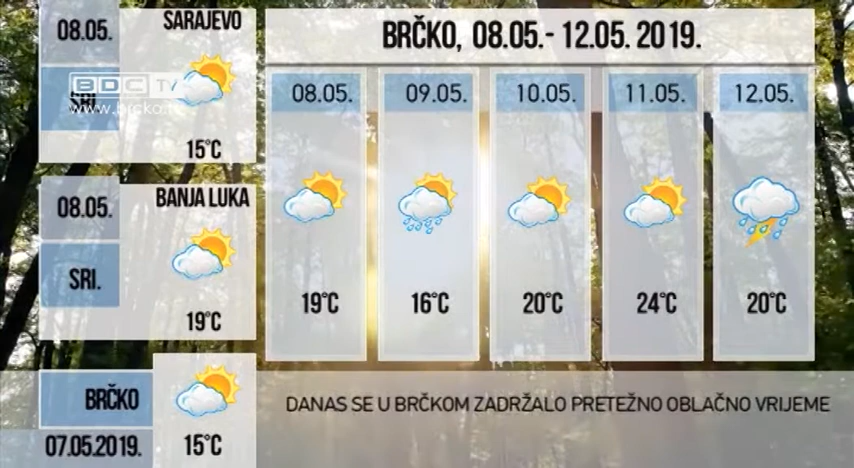 08.05.
SARAJEVO
BDC TV
SRI.
www.brcko.tv
15°C
08.05.
BANJA LUKA
SRI.
19°C
BRČKO
07.05.2019.
15°C
BRČKO, 08.05.- 12.05. 2019.
08.05. 09.05. 10.05. 11.05. 12.05.
19°C 16°C 20°C 24°C 20°C
DANAS SE U BRČKOM ZADRŽALO PRETEŽNO OBLAČNO VRIJEME